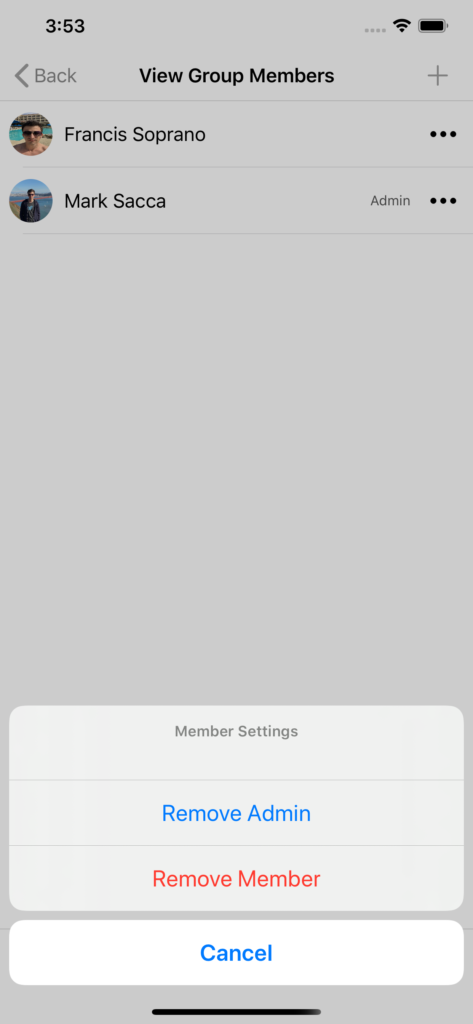 3:53
Back View Group Members
Francis Soprano
Mark Sacca Admin
Member Settings
Remove Admin
Remove Member
Cancel